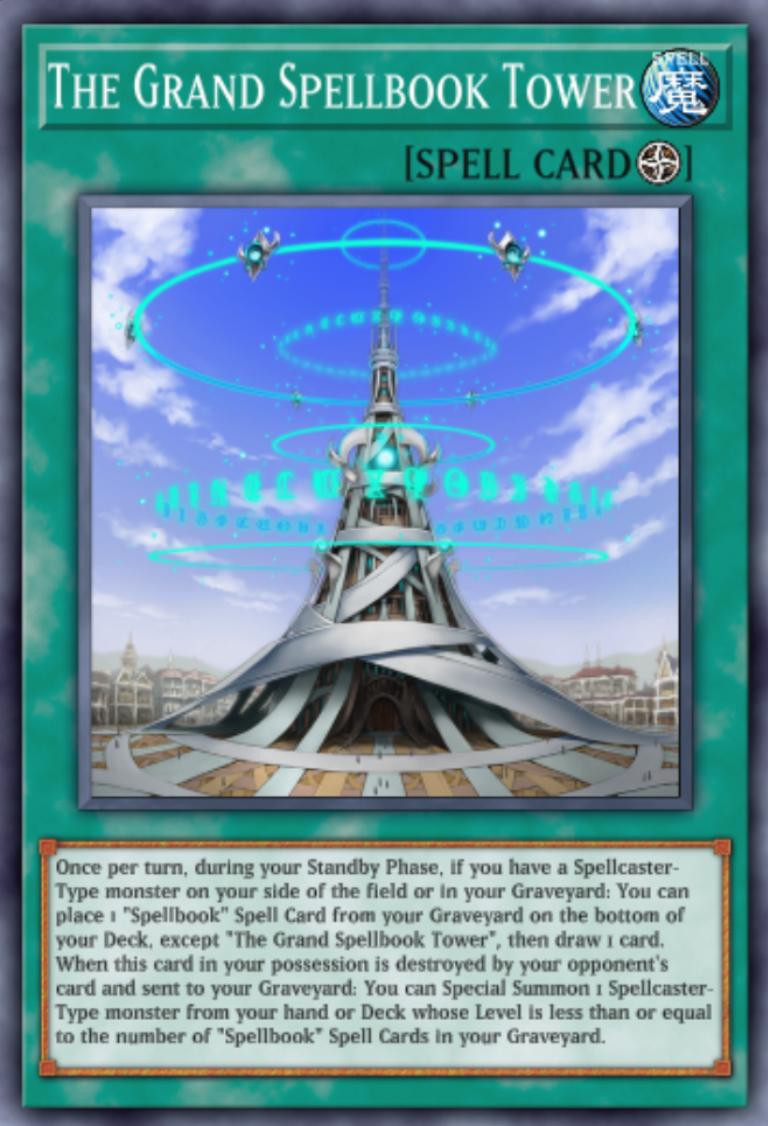 THE GRAND SPELLBOOK TOWER
SPELL
魔
[SPELL CARD]
Once per turn, during your Standby Phase, if you have a Spellcaster-
Type monster on your side of the field or in your Graveyard: You can
place 1 "Spellbook" Spell Card from your Graveyard on the bottom of
your Deck, except "The Grand Spellbook Tower", then draw 1 card.
When this card in your possession is destroyed by your opponent's
card and sent to your Graveyard: You can Special Summon 1 Spellcaster-
Type monster from your hand or Deck whose Level is less than or equal
to the number of "Spellbook" Spell Cards in your Graveyard.